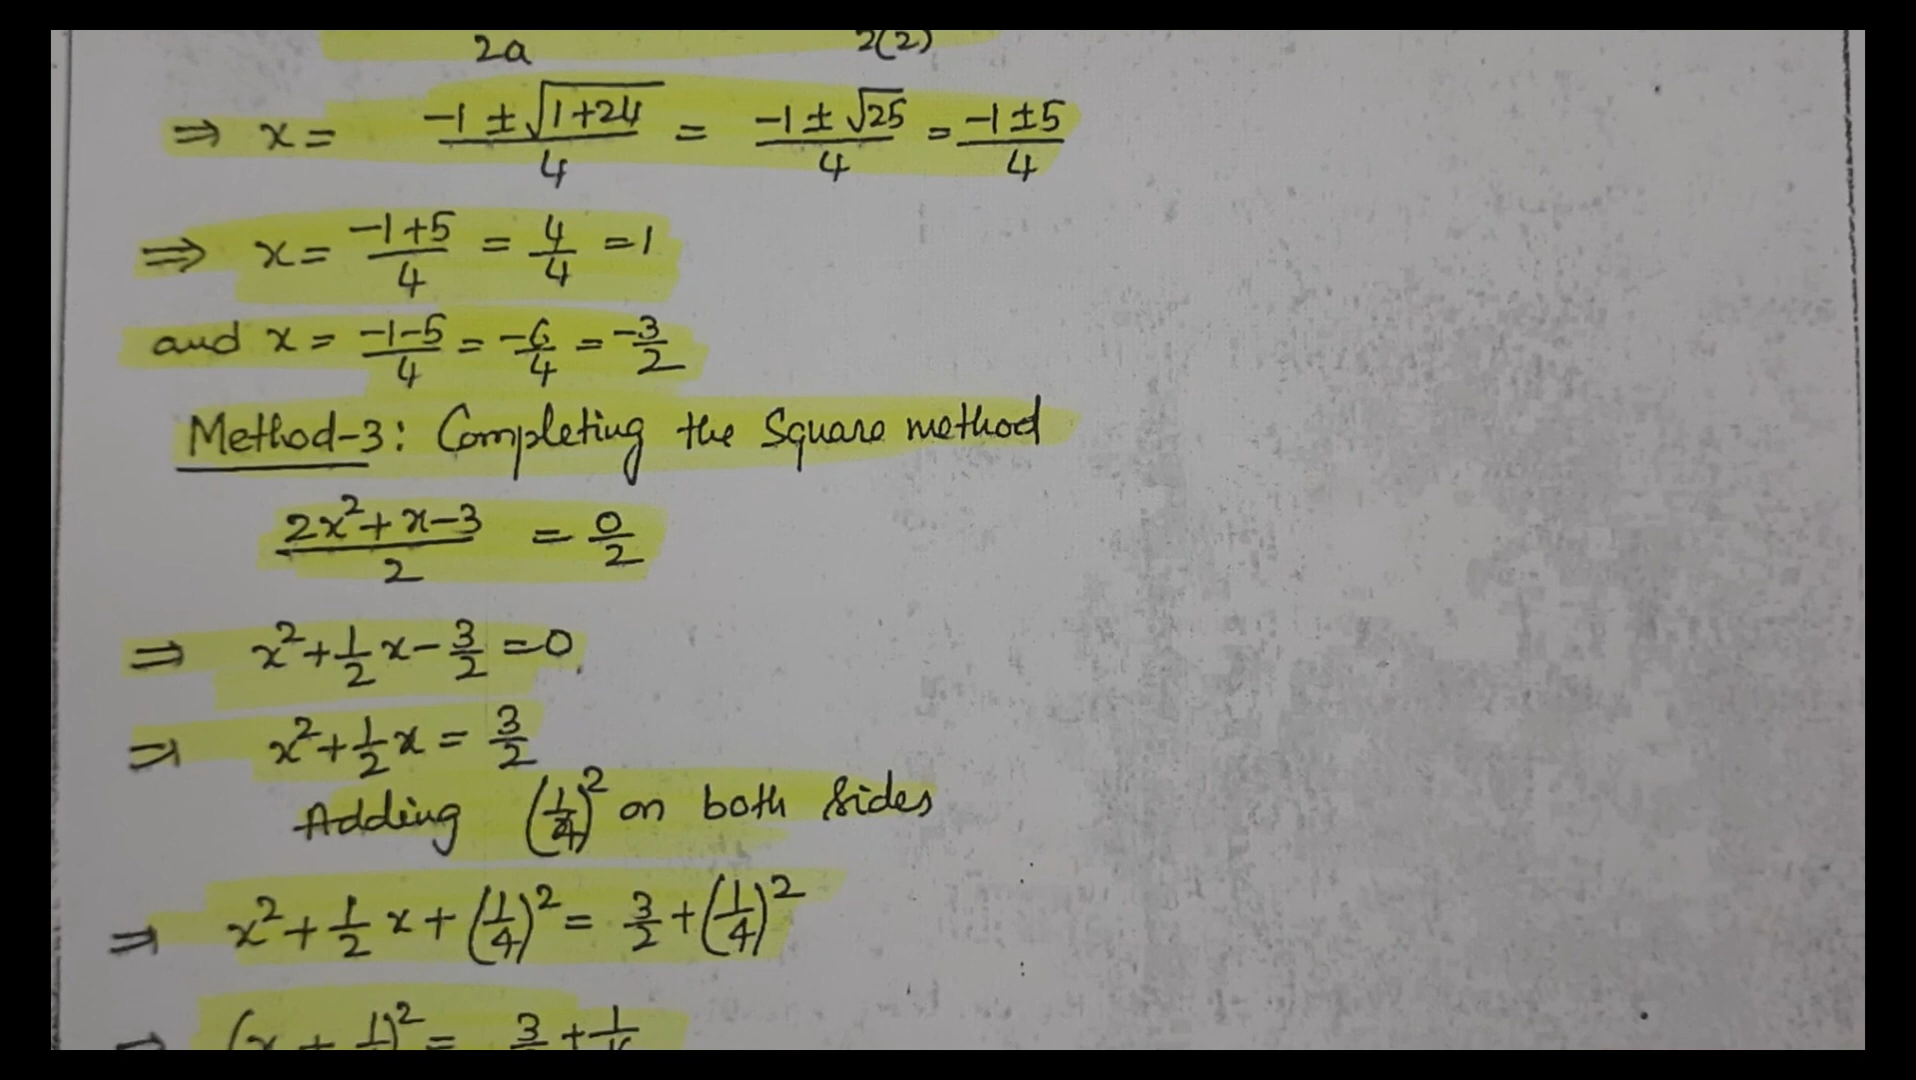 2a 2(2)
⇒ x = (-1 ± √(1+24))/4 = (-1 ± √25)/4 = (-1 ± 5)/4
⇒ x = (-1+5)/4 = 4/4 = 1
and x = (-1-5)/4 = -6/4 = -3/2
Method-3: Completing the Square method
(2x²+x-3)/2 = 0/2
⇒ x² + 1/2 x - 3/2 = 0
⇒ x² + 1/2 x = 3/2
Adding (1/4)² on both sides
⇒ x² + 1/2 x + (1/4)² = 3/2 + (1/4)²